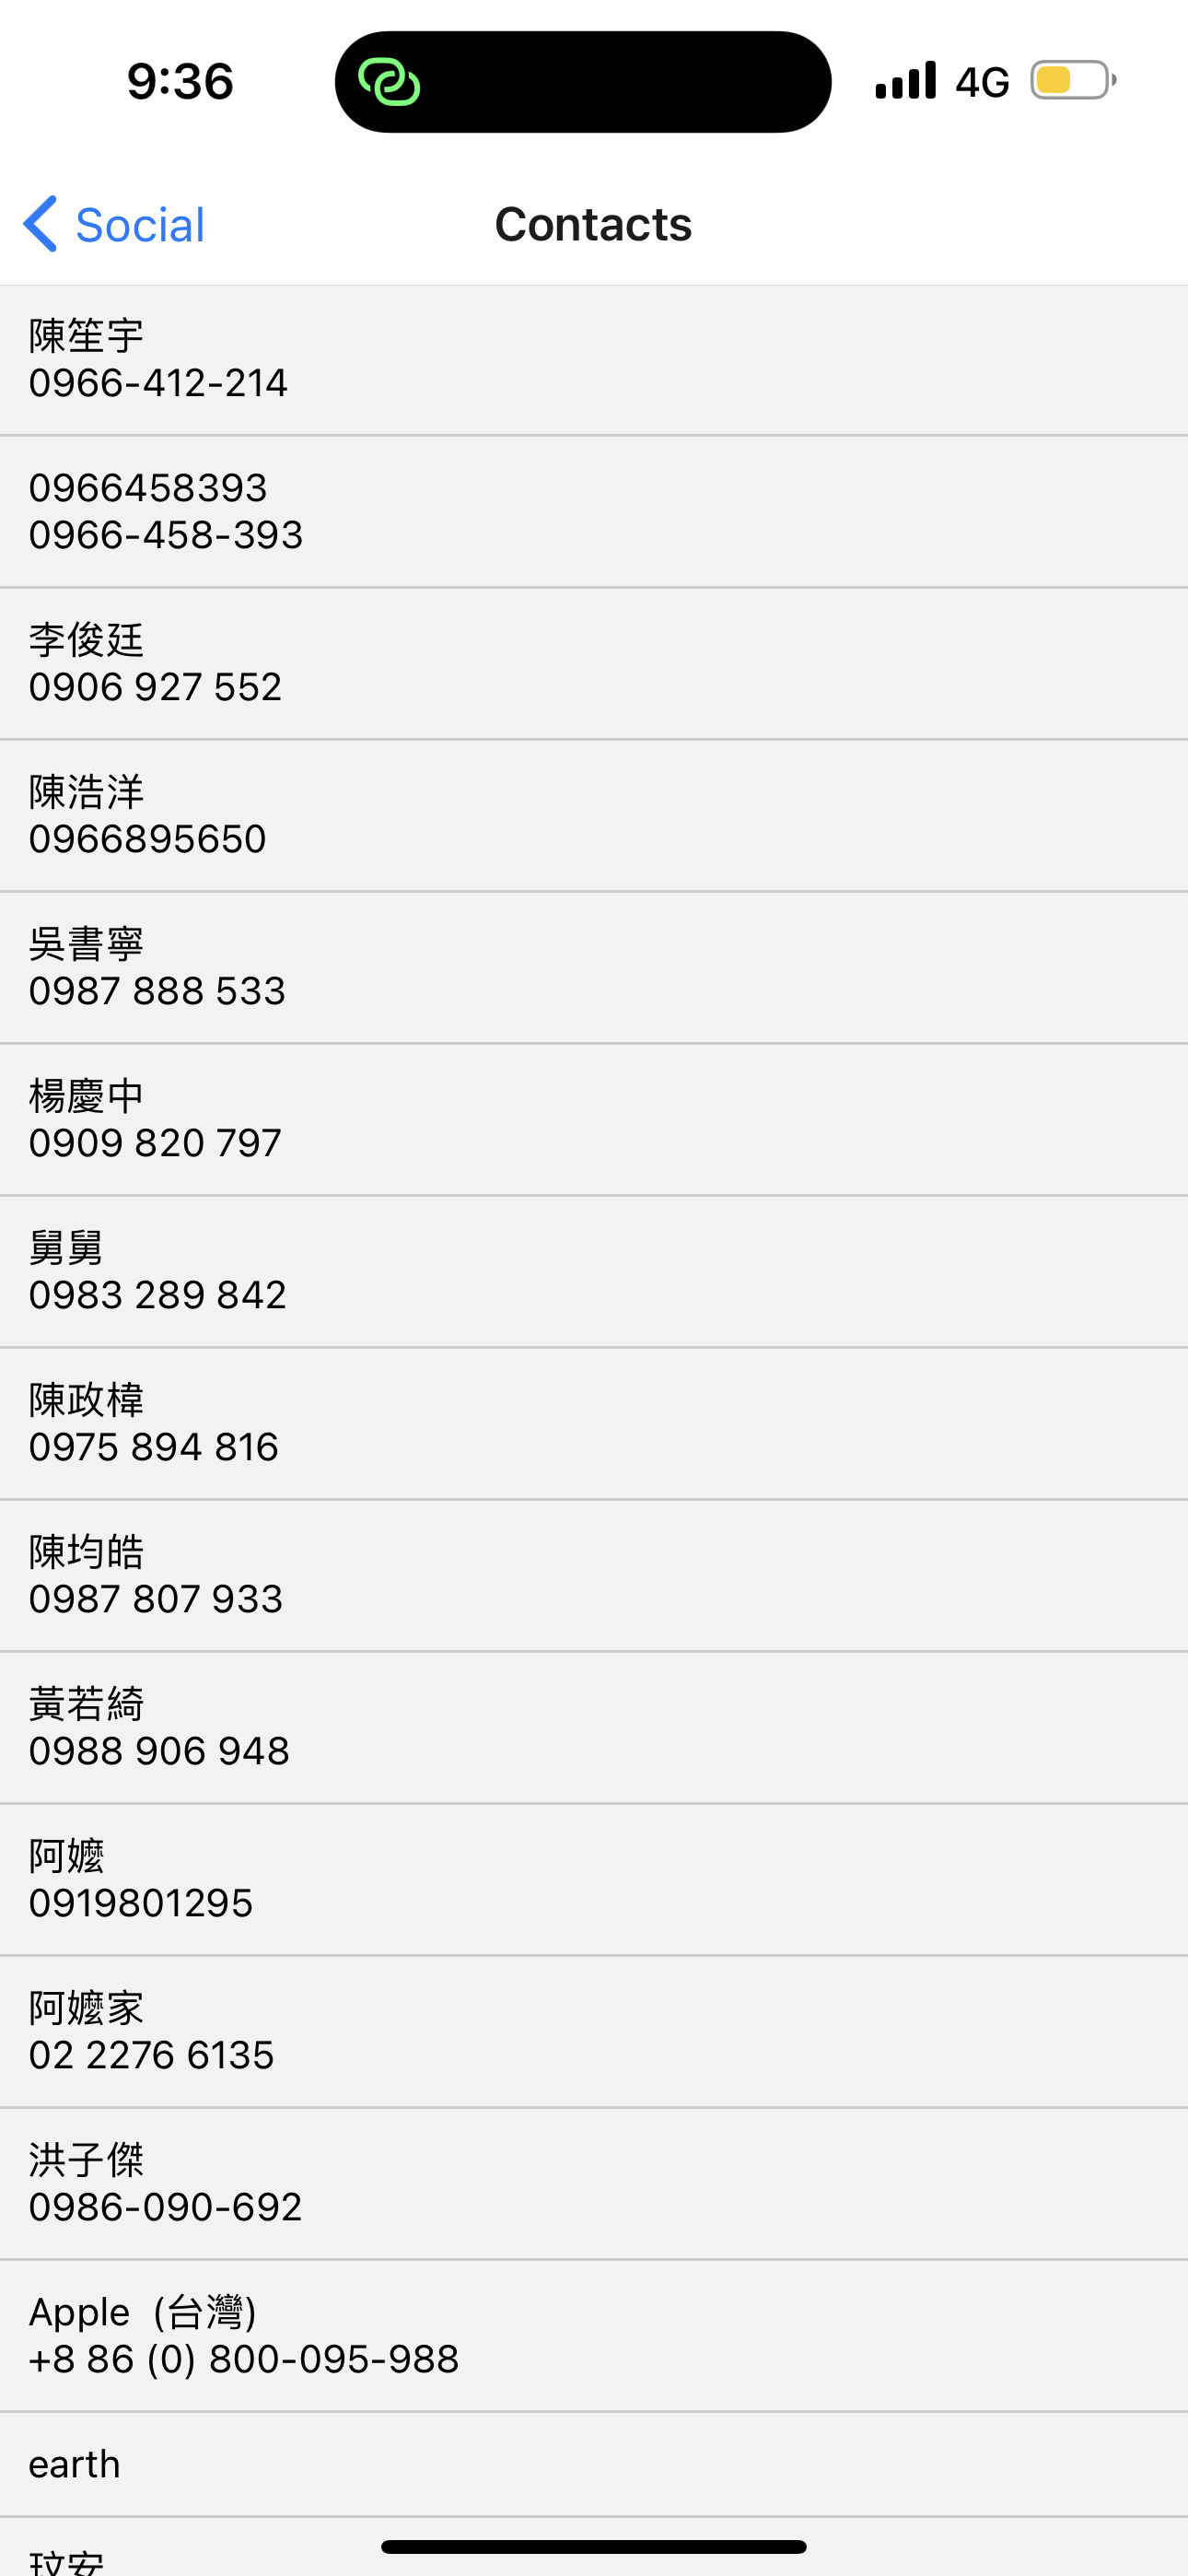 9:36
4G
Social
Contacts
陳笙宇
0966-412-214
0966458393
0966-458-393
李俊廷
0906 927 552
陳浩洋
0966895650
吳書寧
0987 888 533
楊慶中
0909 820 797
舅舅
0983 289 842
陳政椲
0975 894 816
陳均皓
0987 807 933
黃若綺
0988 906 948
阿嬤
0919801295
阿嬤家
02 2276 6135
洪子傑
0986-090-692
Apple（台灣）
+8 86 (0) 800-095-988
earth
玟安